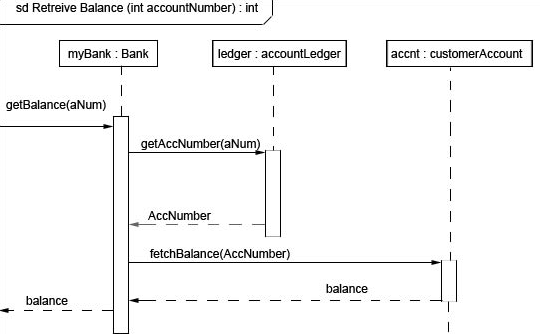 sd Retreive Balance (int accountNumber) : int
myBank : Bank
ledger : accountLedger
accnt : customerAccount
getBalance(aNum)
getAccNumber(aNum)
AccNumber
fetchBalance(AccNumber)
balance
balance